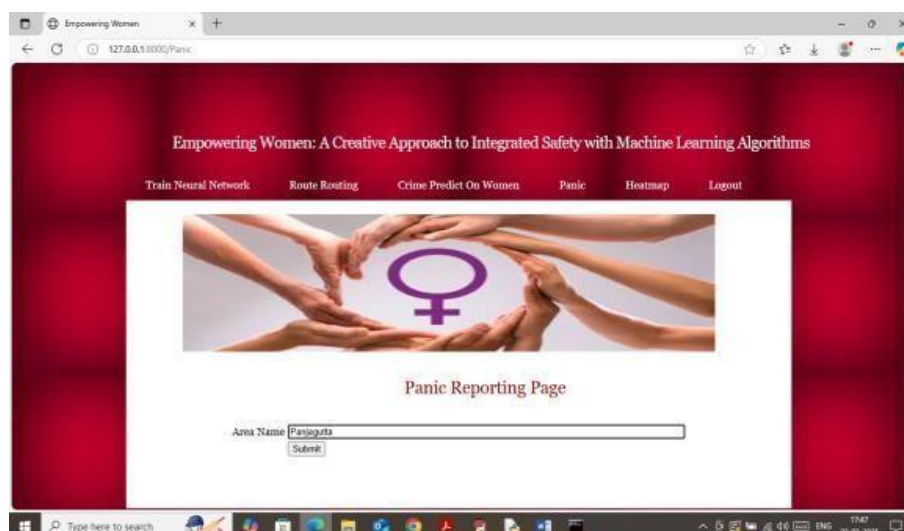 Empowering Women
127.0.0.1:8000/Panic
Empowering Women: A Creative Approach to Integrated Safety with Machine Learning Algorithms
Train Neural Network Route Routing Crime Predict On Women Panic Heatmap Logout
Panic Reporting Page
Area Name Panjagutta
Submit
Type here to search ENG 17:47